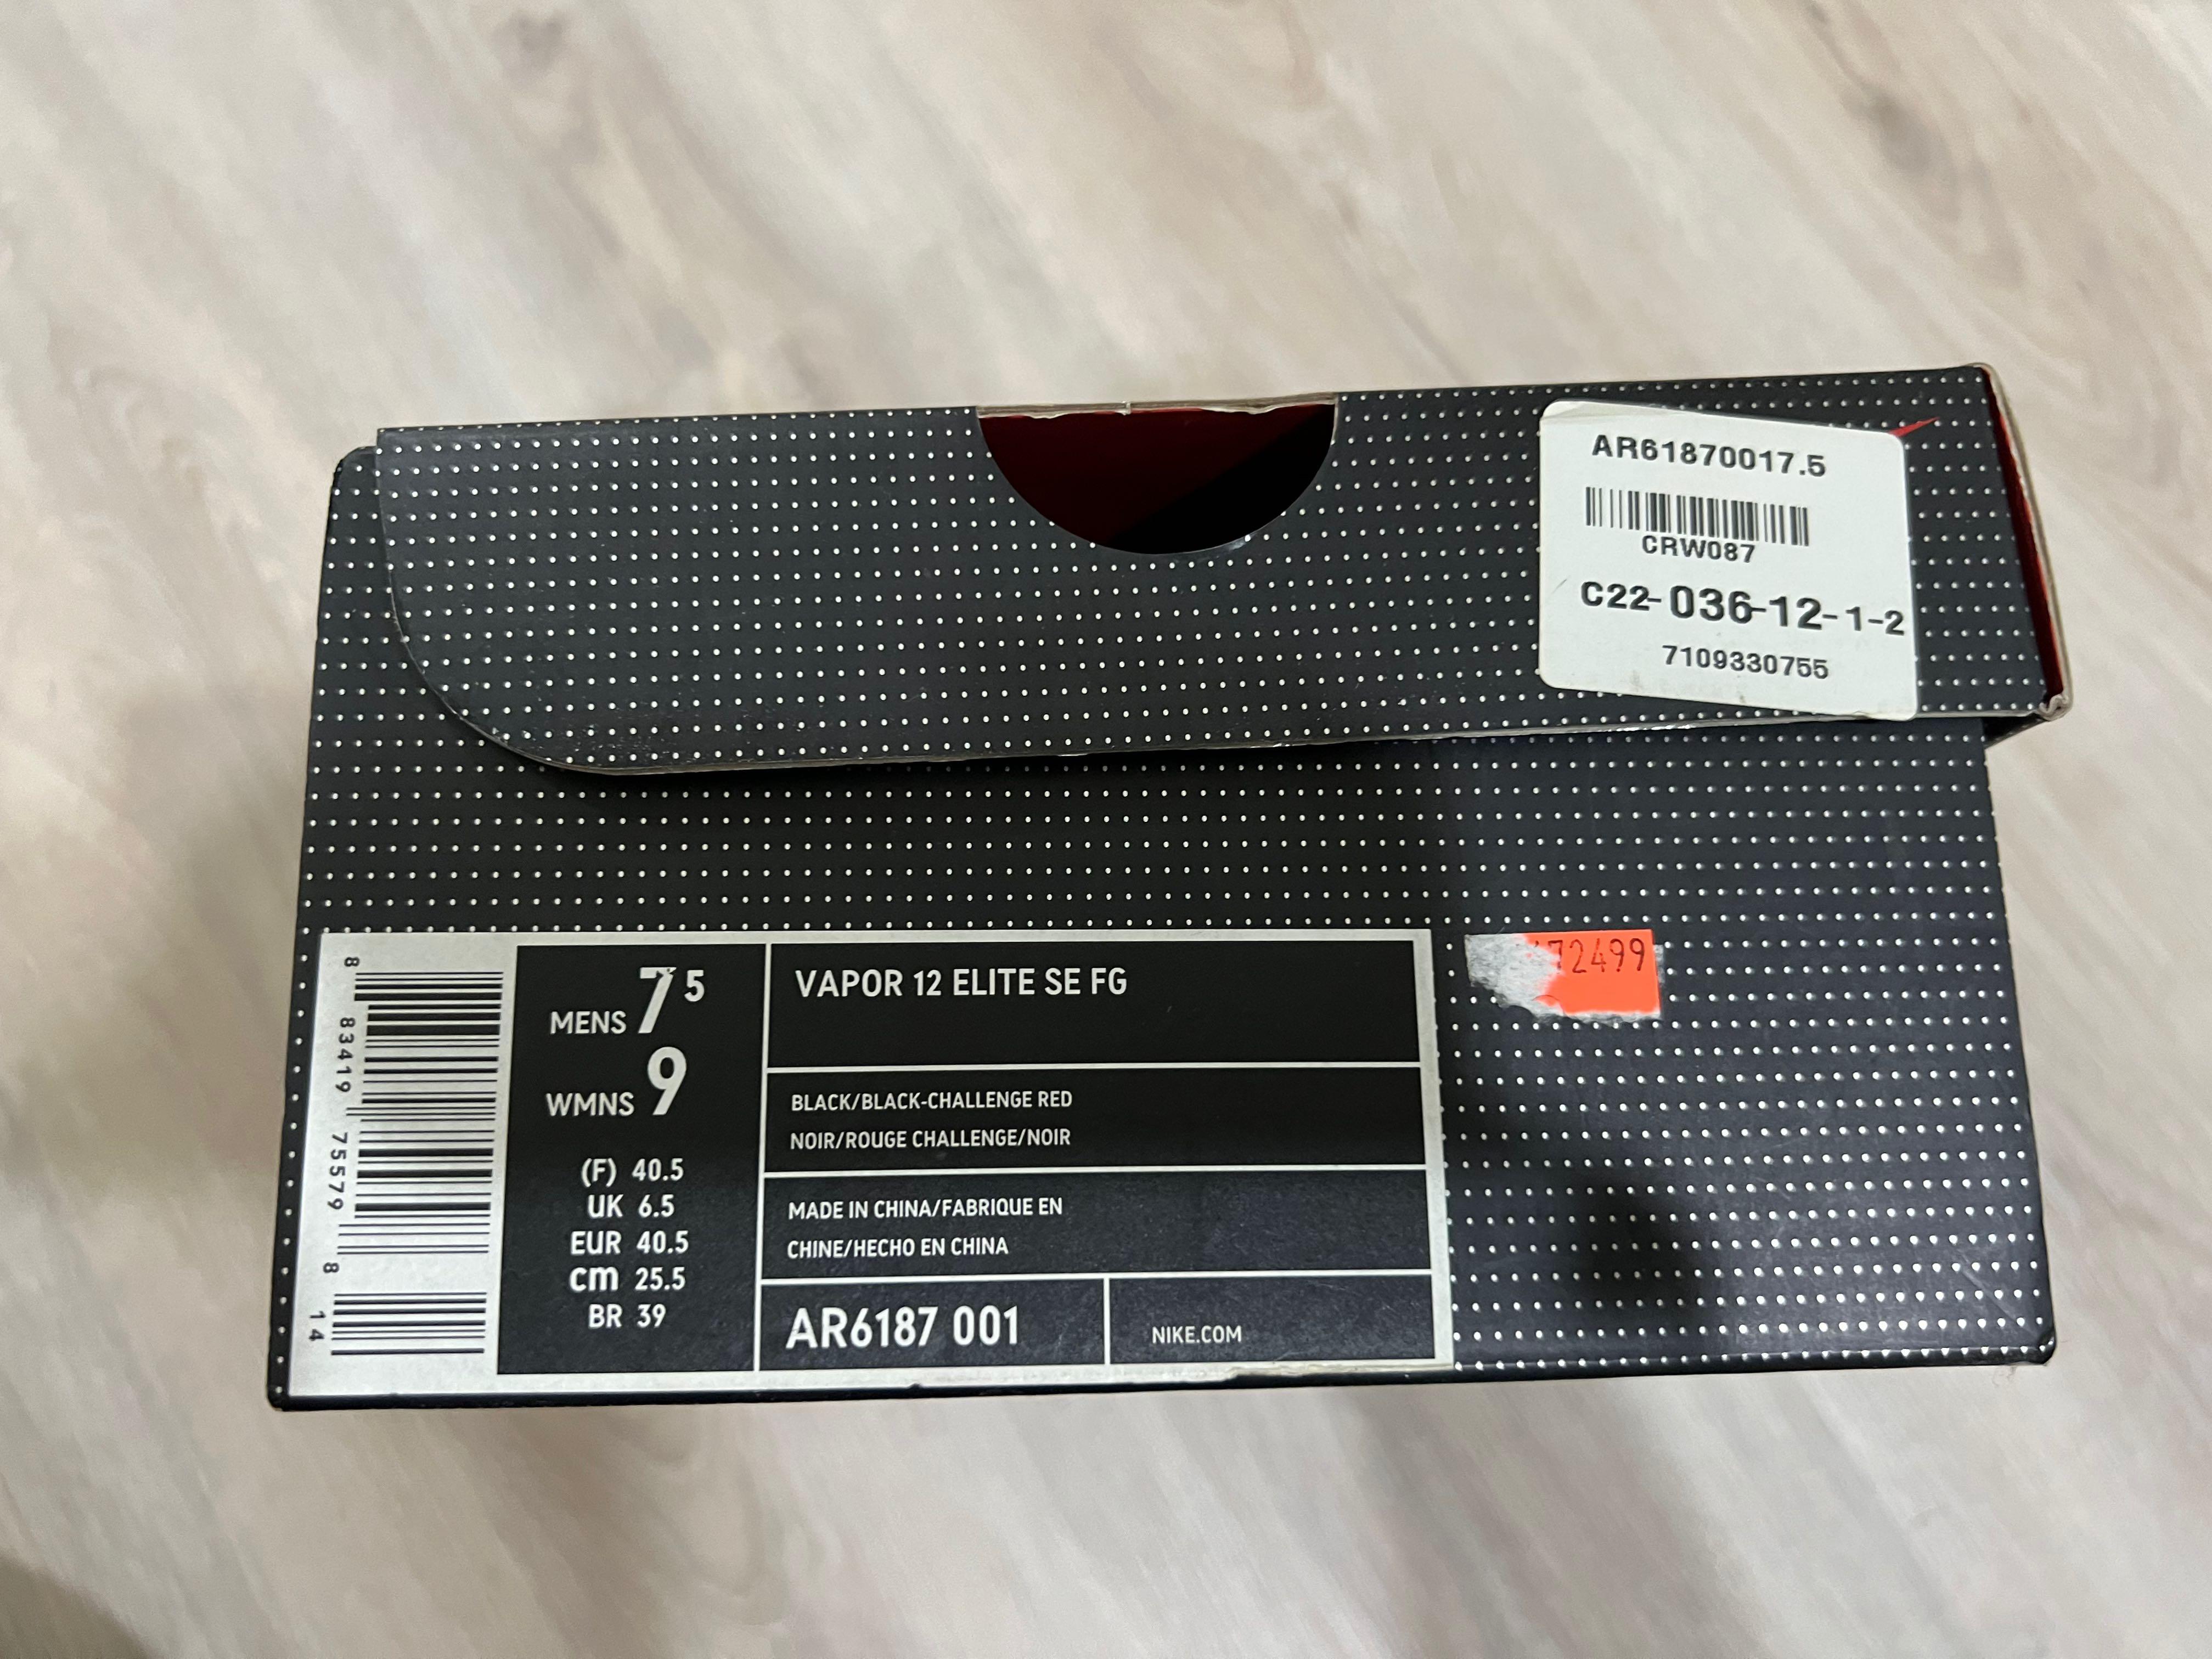 AR61870017.5
CRW087
C22-036-12-1-2
7109330755
72499
8 83419 75579 8
14
MENS 7 5
WMNS 9
(F) 40.5
UK 6.5
EUR 40.5
cm 25.5
BR 39
VAPOR 12 ELITE SE FG
BLACK/BLACK-CHALLENGE RED
NOIR/ROUGE CHALLENGE/NOIR
MADE IN CHINA/FABRIQUE EN
CHINE/HECHO EN CHINA
AR6187 001
NIKE.COM